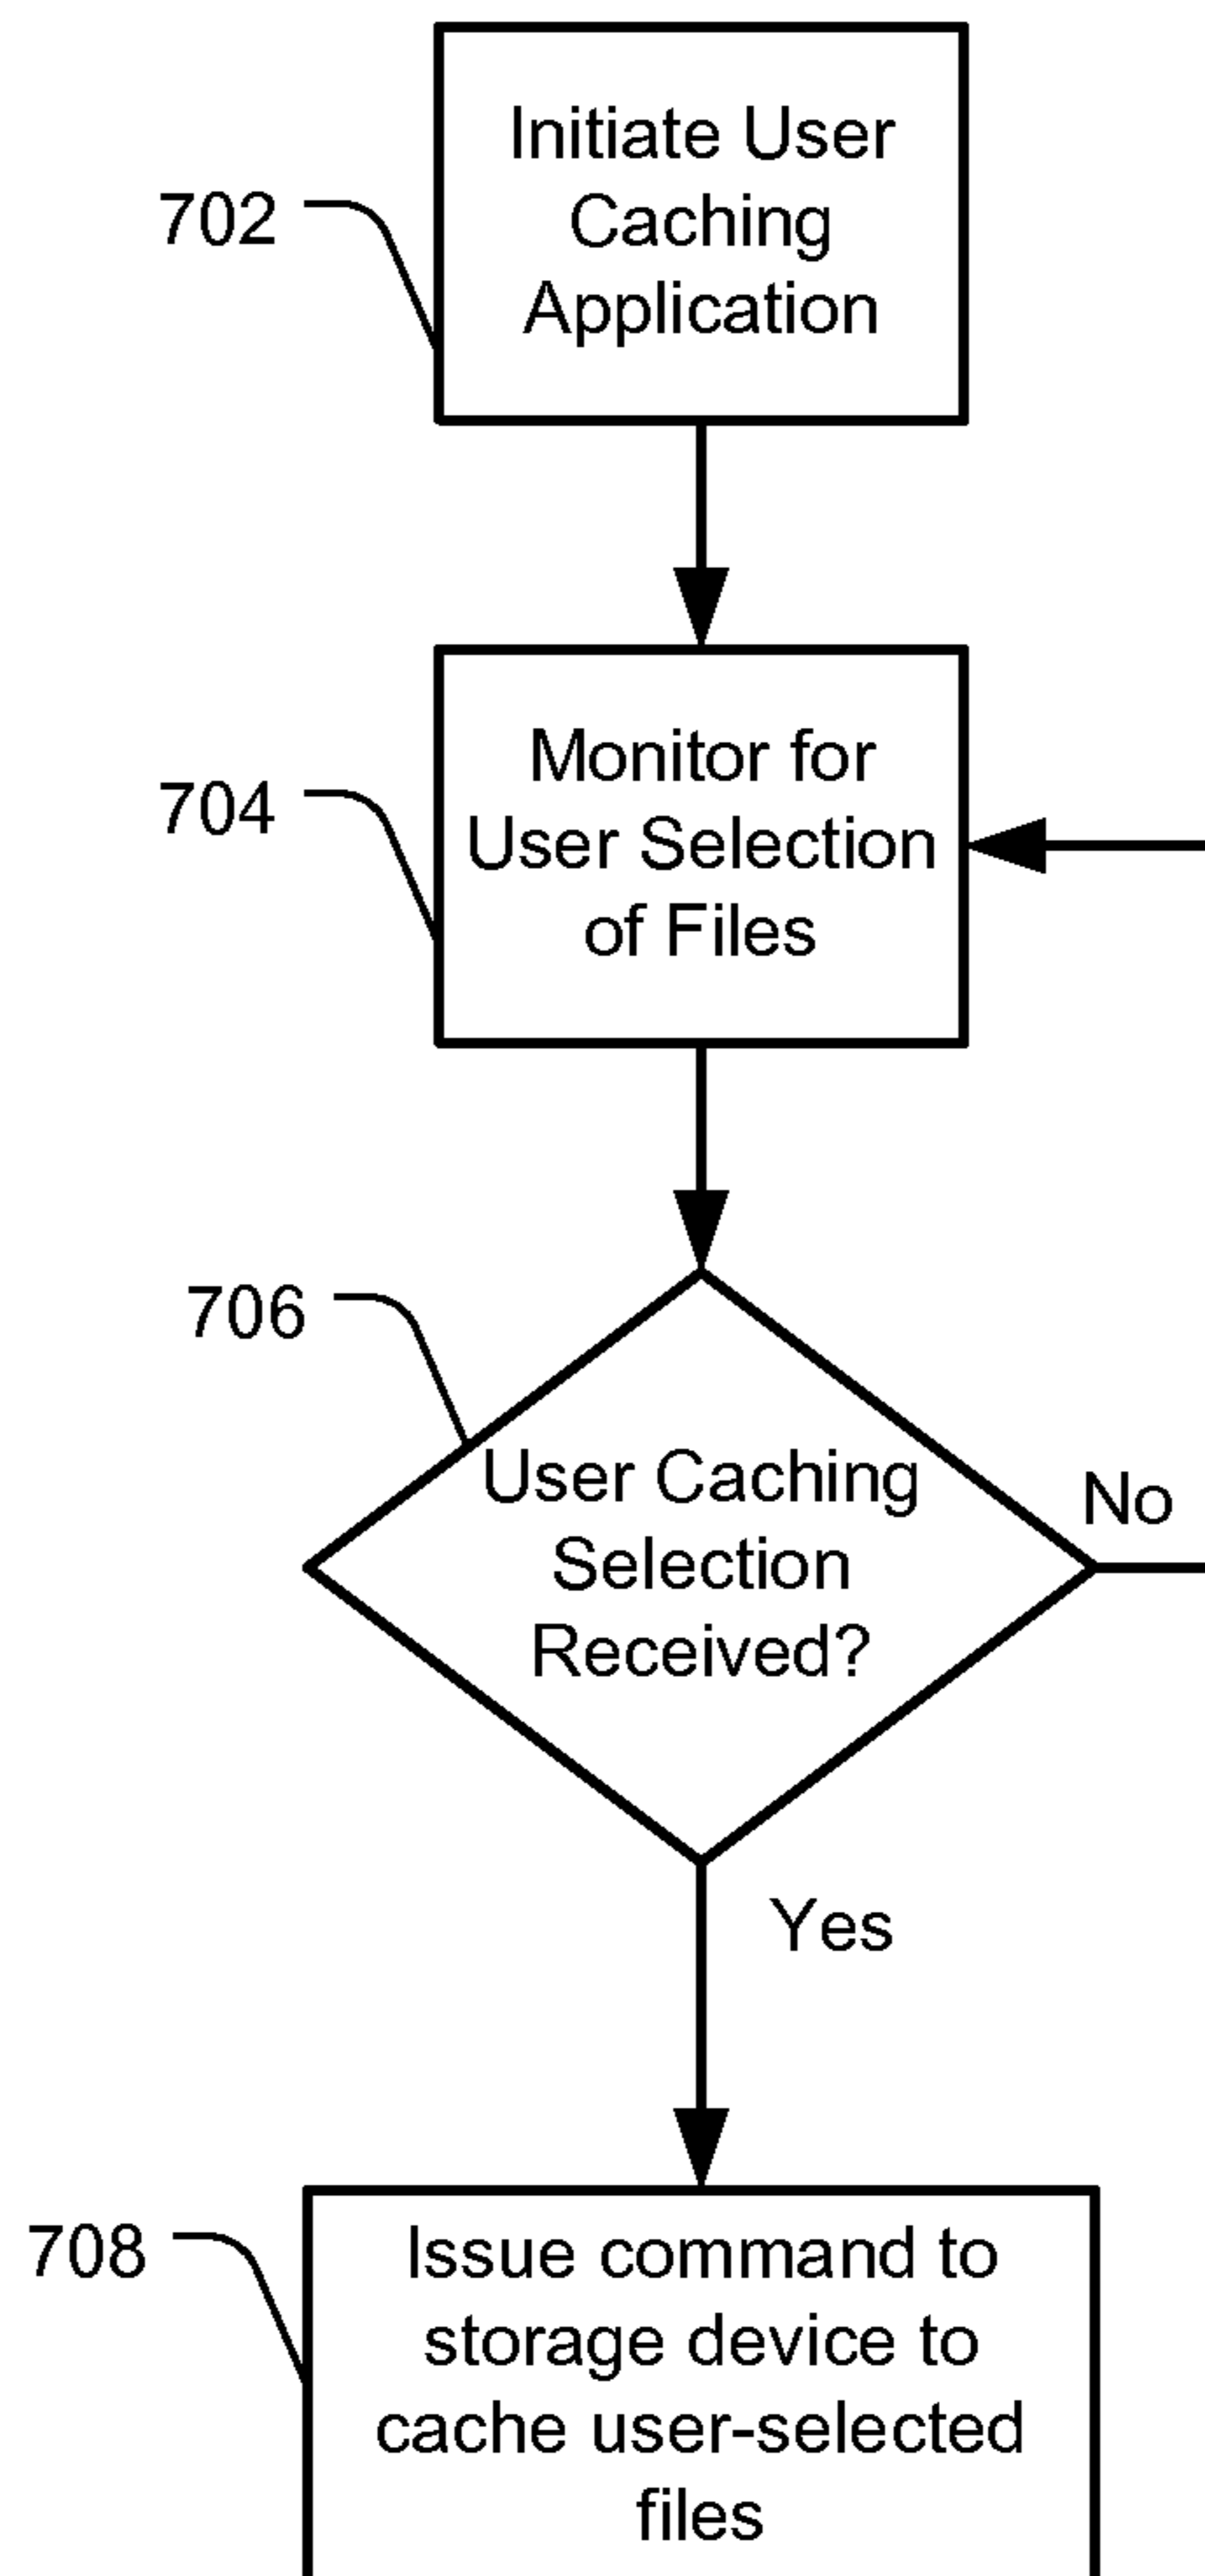 Initiate User
Caching
Application
702
Monitor for
User Selection
of Files
704
706
User Caching
Selection
Received?
No
Yes
708
Issue command to
storage device to
cache user-selected
files